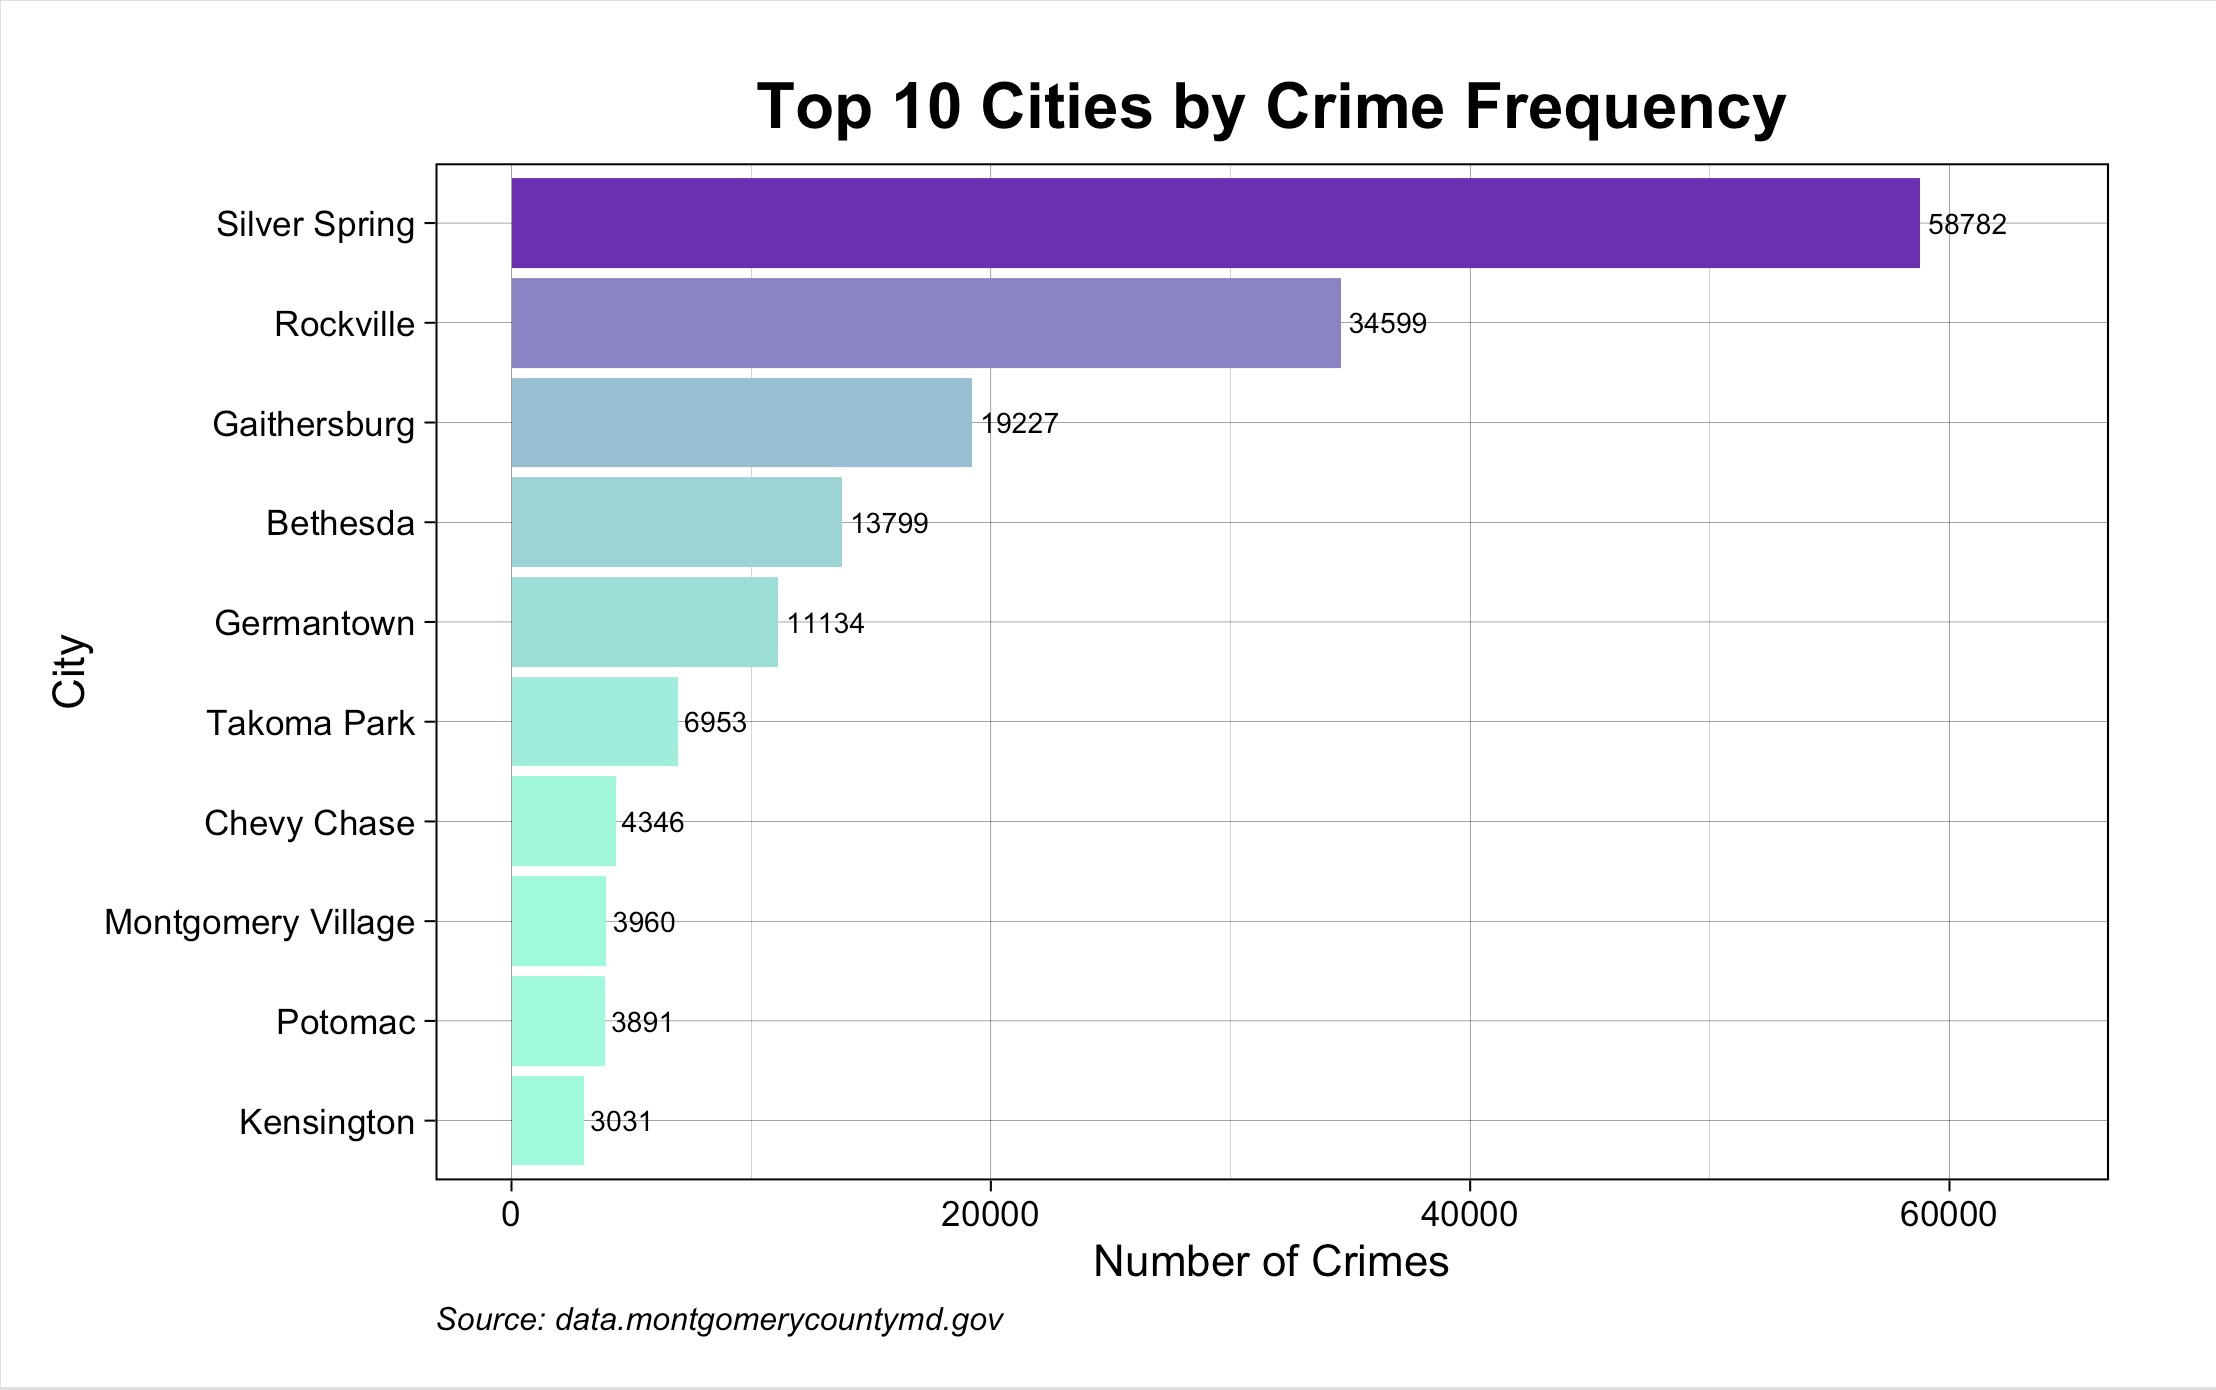 Top 10 Cities by Crime Frequency
City
Silver Spring 58782
Rockville 34599
Gaithersburg 19227
Bethesda 13799
Germantown 11134
Takoma Park 6953
Chevy Chase 4346
Montgomery Village 3960
Potomac 3891
Kensington 3031
0 20000 40000 60000
Number of Crimes
Source: data.montgomerycountymd.gov